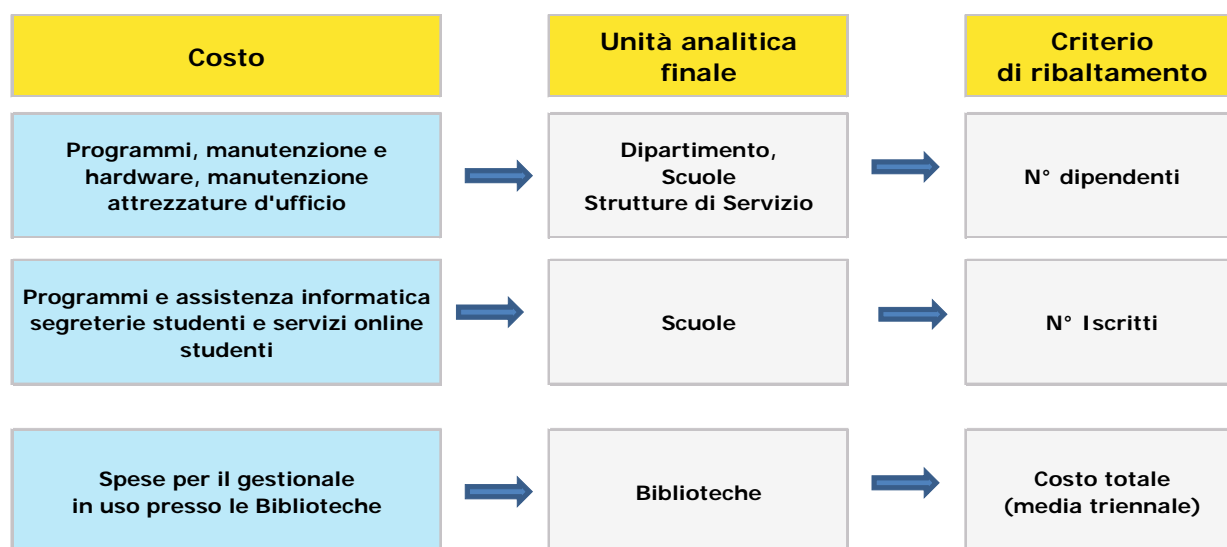 Costo
Unità analitica
finale
Criterio
di ribaltamento
Programmi, manutenzione e
hardware, manutenzione
attrezzature d'ufficio
Dipartimento,
Scuole
Strutture di Servizio
N° dipendenti
Programmi e assistenza informatica
segreterie studenti e servizi online
studenti
Scuole
N° Iscritti
Spese per il gestionale
in uso presso le Biblioteche
Biblioteche
Costo totale
(media triennale)